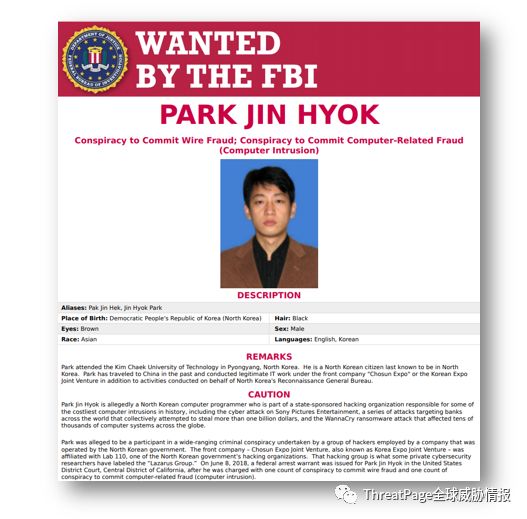 WANTED
BY THE FBI
PARK JIN HYOK
Conspiracy to Commit Wire Fraud; Conspiracy to Commit Computer-Related Fraud
(Computer Intrusion)
DESCRIPTION
Aliases: Pak Jin Hek, Jin Hyok Park
Place of Birth: Democratic People's Republic of Korea (North Korea) Hair: Black
Eyes: Brown Sex: Male
Race: Asian Languages: English, Korean
REMARKS
Park attended the Kim Chaek University of Technology in Pyongyang, North Korea. He is a North Korean citizen last known to be in North
Korea. Park has traveled to China in the past and conducted legitimate IT work under the front company "Chosun Expo" or the Korean Expo
Joint Venture in addition to activities conducted on behalf of North Korea's Reconnaissance General Bureau.
CAUTION
Park Jin Hyok is allegedly a North Korean computer programmer who is part of a state-sponsored hacking organization responsible for some of
the costliest computer intrusions in history, including the cyber attack on Sony Pictures Entertainment, a series of attacks targeting banks
across the world that collectively attempted to steal more than one billion dollars, and the WannaCry ransomware attack that affected tens of
thousands of computer systems across the globe.
Park was alleged to be a participant in a wide-ranging criminal conspiracy undertaken by a group of hackers employed by a company that was
operated by the North Korean government. The front company – Chosun Expo Joint Venture, also known as Korea Expo Joint Venture – was
affiliated with Lab 110, one of the North Korean government's hacking organizations. That hacking group is what some private cybersecurity
researchers have labeled the "Lazarus Group." On June 8, 2018, a federal arrest warrant was issued for Park Jin Hyok in the United States
District Court, Central District of California, after he was charged with one count of conspiracy to commit wire fraud and one count of
conspiracy to commit computer-related fraud (computer intrusion).
ThreatPage全球威胁情报